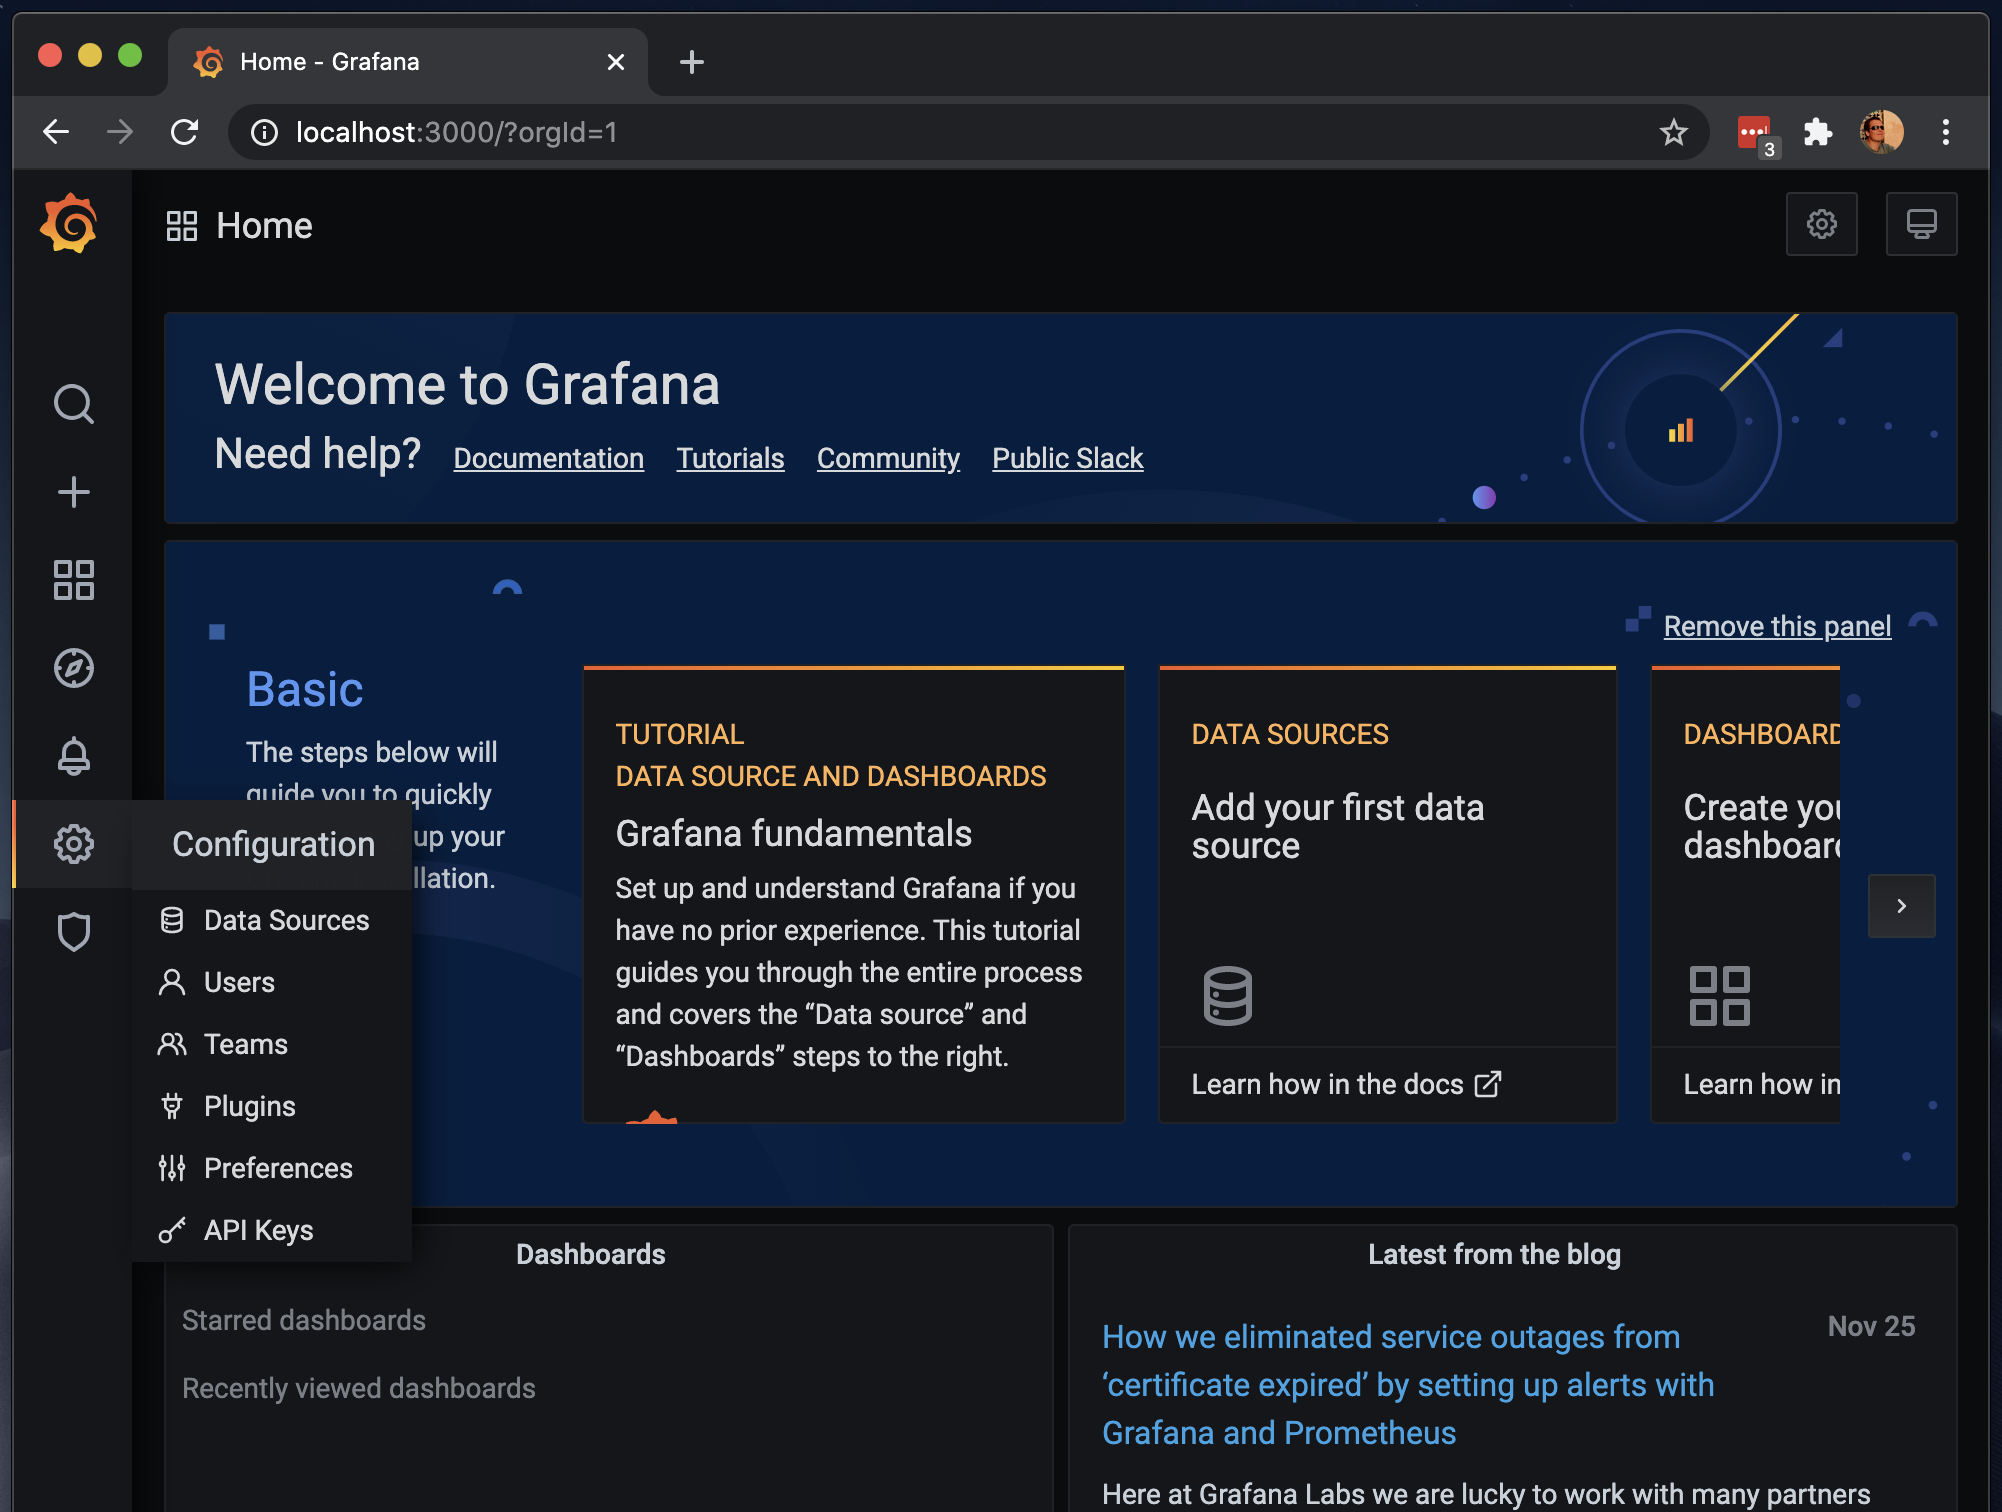 Home - Grafana
localhost:3000/?orgId=1
3
Home
Welcome to Grafana
Need help? Documentation Tutorials Community Public Slack
Remove this panel
Basic
The steps below will
guide you to quickly
up your
llation.
TUTORIAL
DATA SOURCE AND DASHBOARDS
Grafana fundamentals
Set up and understand Grafana if you
have no prior experience. This tutorial
guides you through the entire process
and covers the “Data source” and
“Dashboards” steps to the right.
DATA SOURCES
Add your first data
source
Learn how in the docs
DASHBOARD
Create you
dashboard
Learn how in
Configuration
Data Sources
Users
Teams
Plugins
Preferences
API Keys
Dashboards
Starred dashboards
Recently viewed dashboards
Latest from the blog
How we eliminated service outages from
‘certificate expired’ by setting up alerts with
Grafana and Prometheus
Nov 25
Here at Grafana Labs we are lucky to work with many partners